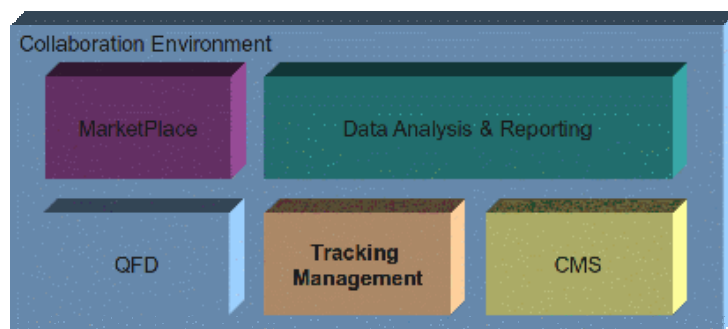 Collaboration Environment
MarketPlace
Data Analysis & Reporting
QFD
Tracking
Management
CMS